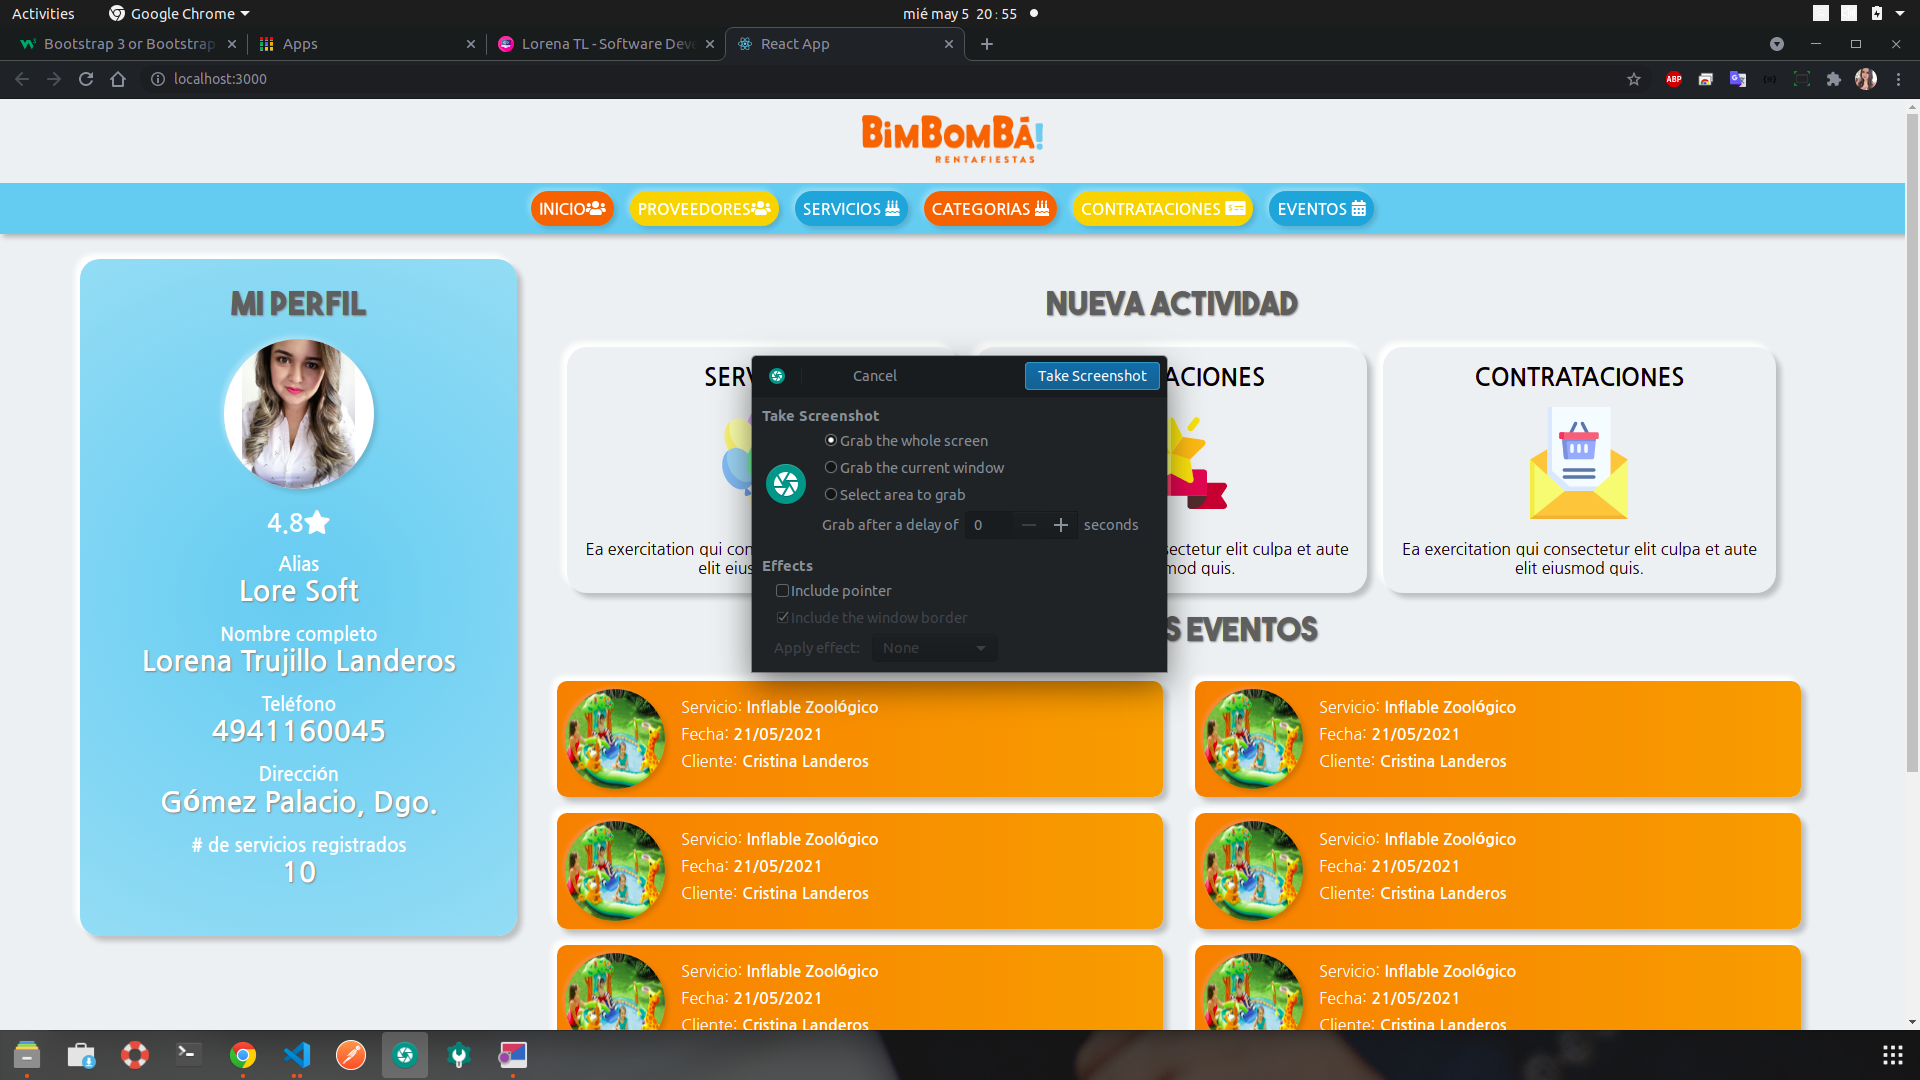 Activities
Google Chrome
mié may 5 20:55
Bootstrap 3 or Bootstrap
Apps
Lorena TL - Software Deve
React App
localhost:3000
ABP
BiMBOMBÁ!
RENTAFIESTAS
INICIO
PROVEEDORES
SERVICIOS
CATEGORIAS
CONTRATACIONES
EVENTOS
MI PERFIL
4.8
Alias
Lore Soft
Nombre completo
Lorena Trujillo Landeros
Teléfono
4941160045
Dirección
Gómez Palacio, Dgo.
# de servicios registrados
10
NUEVA ACTIVIDAD
SERV
ACIONES
CONTRATACIONES
Ea exercitation qui con
elit eius
sectetur elit culpa et aute
mod quis.
Ea exercitation qui consectetur elit culpa et aute
elit eiusmod quis.
Cancel
Take Screenshot
Take Screenshot
Grab the whole screen
Grab the current window
Select area to grab
Grab after a delay of 0 seconds
Effects
Include pointer
Include the window border
Apply effect: None
S EVENTOS
Servicio: Inflable Zoológico
Fecha: 21/05/2021
Cliente: Cristina Landeros
Servicio: Inflable Zoológico
Fecha: 21/05/2021
Cliente: Cristina Landeros
Servicio: Inflable Zoológico
Fecha: 21/05/2021
Cliente: Cristina Landeros
Servicio: Inflable Zoológico
Fecha: 21/05/2021
Cliente: Cristina Landeros
Servicio: Inflable Zoológico
Fecha: 21/05/2021
Cliente: Cristina Landeros
Servicio: Inflable Zoológico
Fecha: 21/05/2021
Cliente: Cristina Landeros